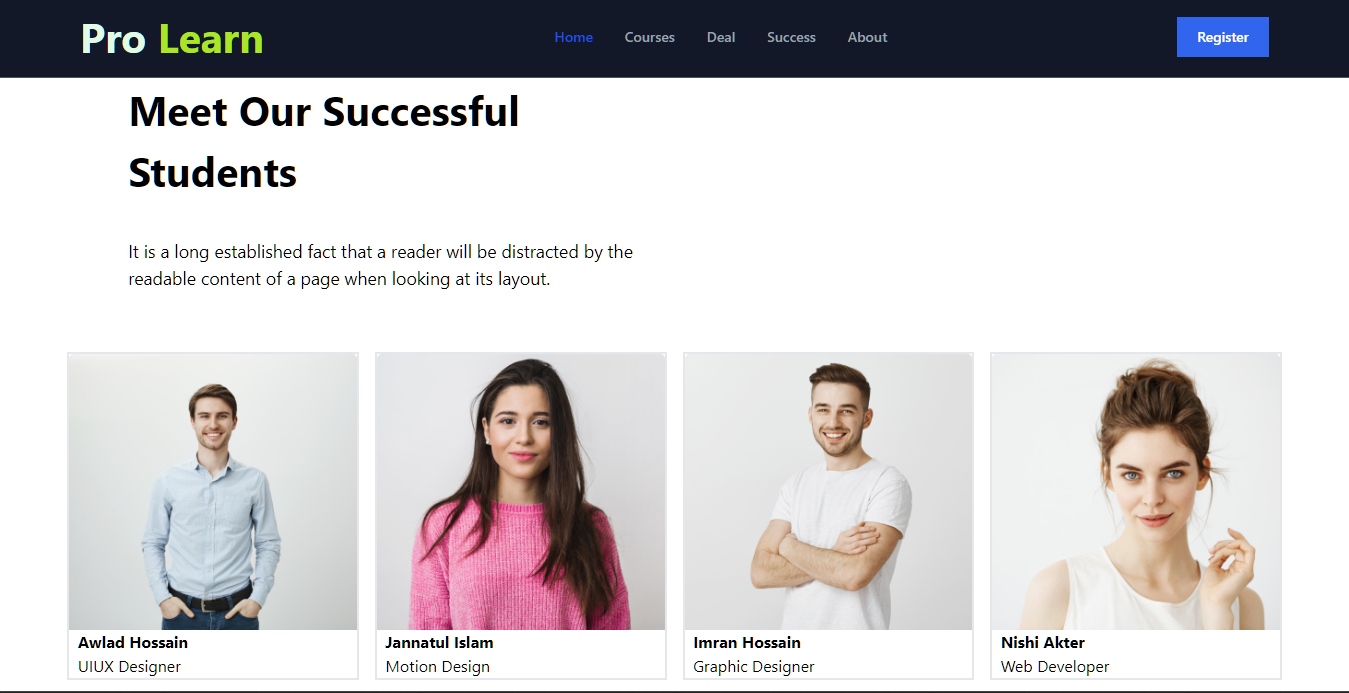 Pro Learn
Home Courses Deal Success About
Register
Meet Our Successful
Students
It is a long established fact that a reader will be distracted by the
readable content of a page when looking at its layout.
Awlad Hossain
UIUX Designer
Jannatul Islam
Motion Design
Imran Hossain
Graphic Designer
Nishi Akter
Web Developer